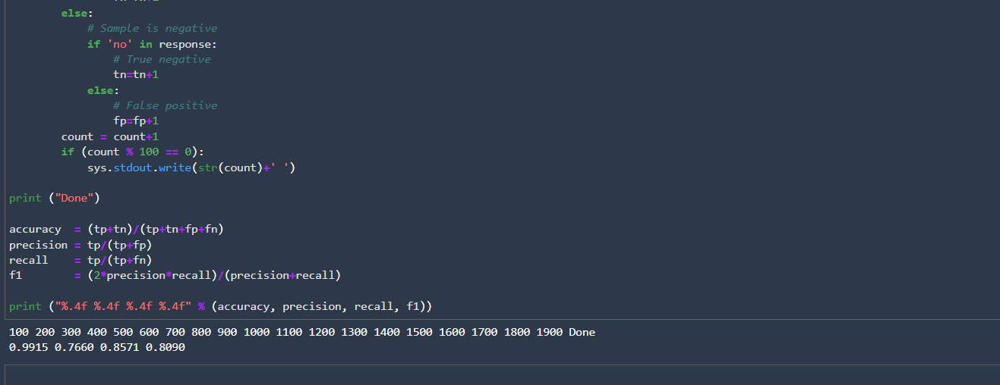 else:
# Sample is negative
if 'no' in response:
# True negative
tn=tn+1
else:
# False positive
fp=fp+1
count = count+1
if (count % 100 == 0):
sys.stdout.write(str(count)+' ')
print ("Done")
accuracy  = (tp+tn)/(tp+tn+fp+fn)
precision = tp/(tp+fp)
recall    = tp/(tp+fn)
f1        = (2*precision*recall)/(precision+recall)
print ("%.4f %.4f %.4f %.4f" % (accuracy, precision, recall, f1))
100 200 300 400 500 600 700 800 900 1000 1100 1200 1300 1400 1500 1600 1700 1800 1900 Done
0.9915 0.7660 0.8571 0.8090